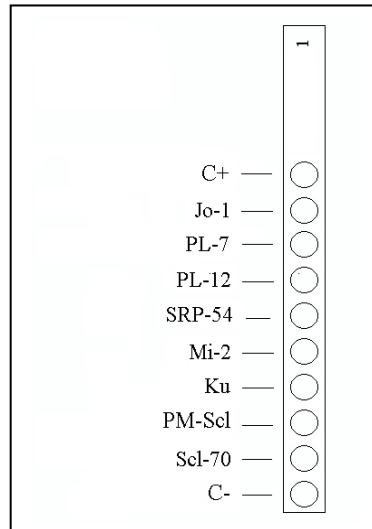 1
C+
Jo-1
PL-7
PL-12
SRP-54
Mi-2
Ku
PM-Scl
Scl-70
C-